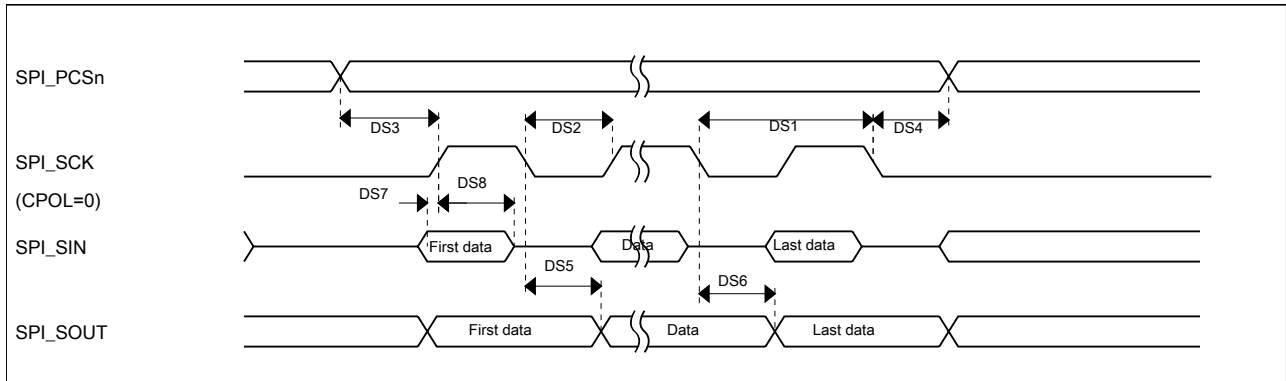 SPI_PCSn
DS3
DS2
DS1
DS4
SPI_SCK
(CPOL=0)
DS7
DS8
SPI_SIN
First data
Data
Last data
DS5
DS6
SPI_SOUT
First data
Data
Last data